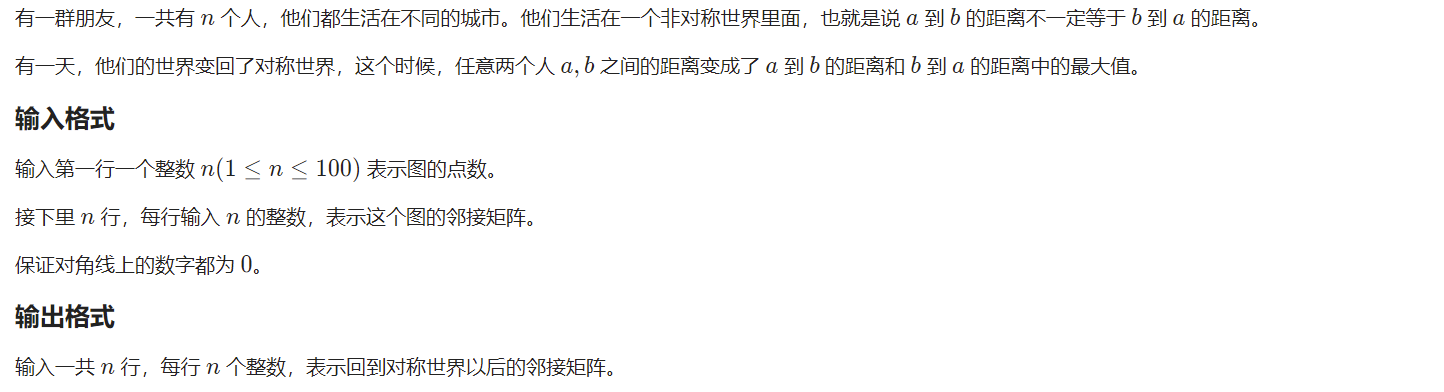 有一群朋友，一共有 n 个人，他们都生活在不同的城市。他们生活在一个非对称世界里面，也就是说 a 到 b 的距离不一定等于 b 到 a 的距离。
有一天，他们的世界变回了对称世界，这个时候，任意两个人 a, b 之间的距离变成了 a 到 b 的距离和 b 到 a 的距离中的最大值。
输入格式
输入第一行一个整数 n(1 ≤ n ≤ 100) 表示图的点数。
接下里 n 行，每行输入 n 的整数，表示这个图的邻接矩阵。
保证对角线上的数字都为 0。
输出格式
输入一共 n 行，每行 n 个整数，表示回到对称世界以后的邻接矩阵。